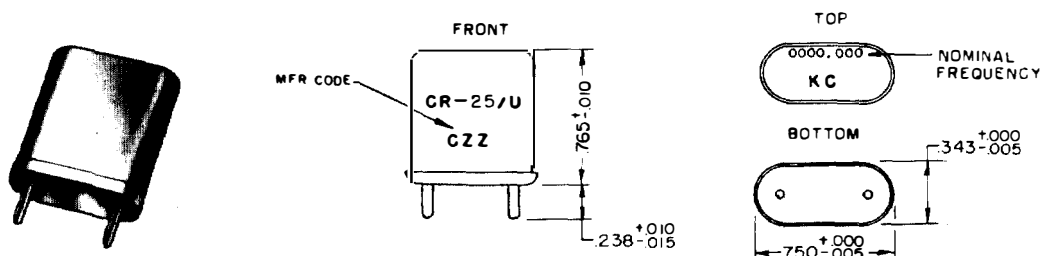 FRONT
MFR CODE
CR-25/U
CZZ
.765±.010
.238 +.010 -.015
TOP
0000.000
NOMINAL
FREQUENCY
KC
BOTTOM
.343 +.000 -.005
.750 +.000 -.005